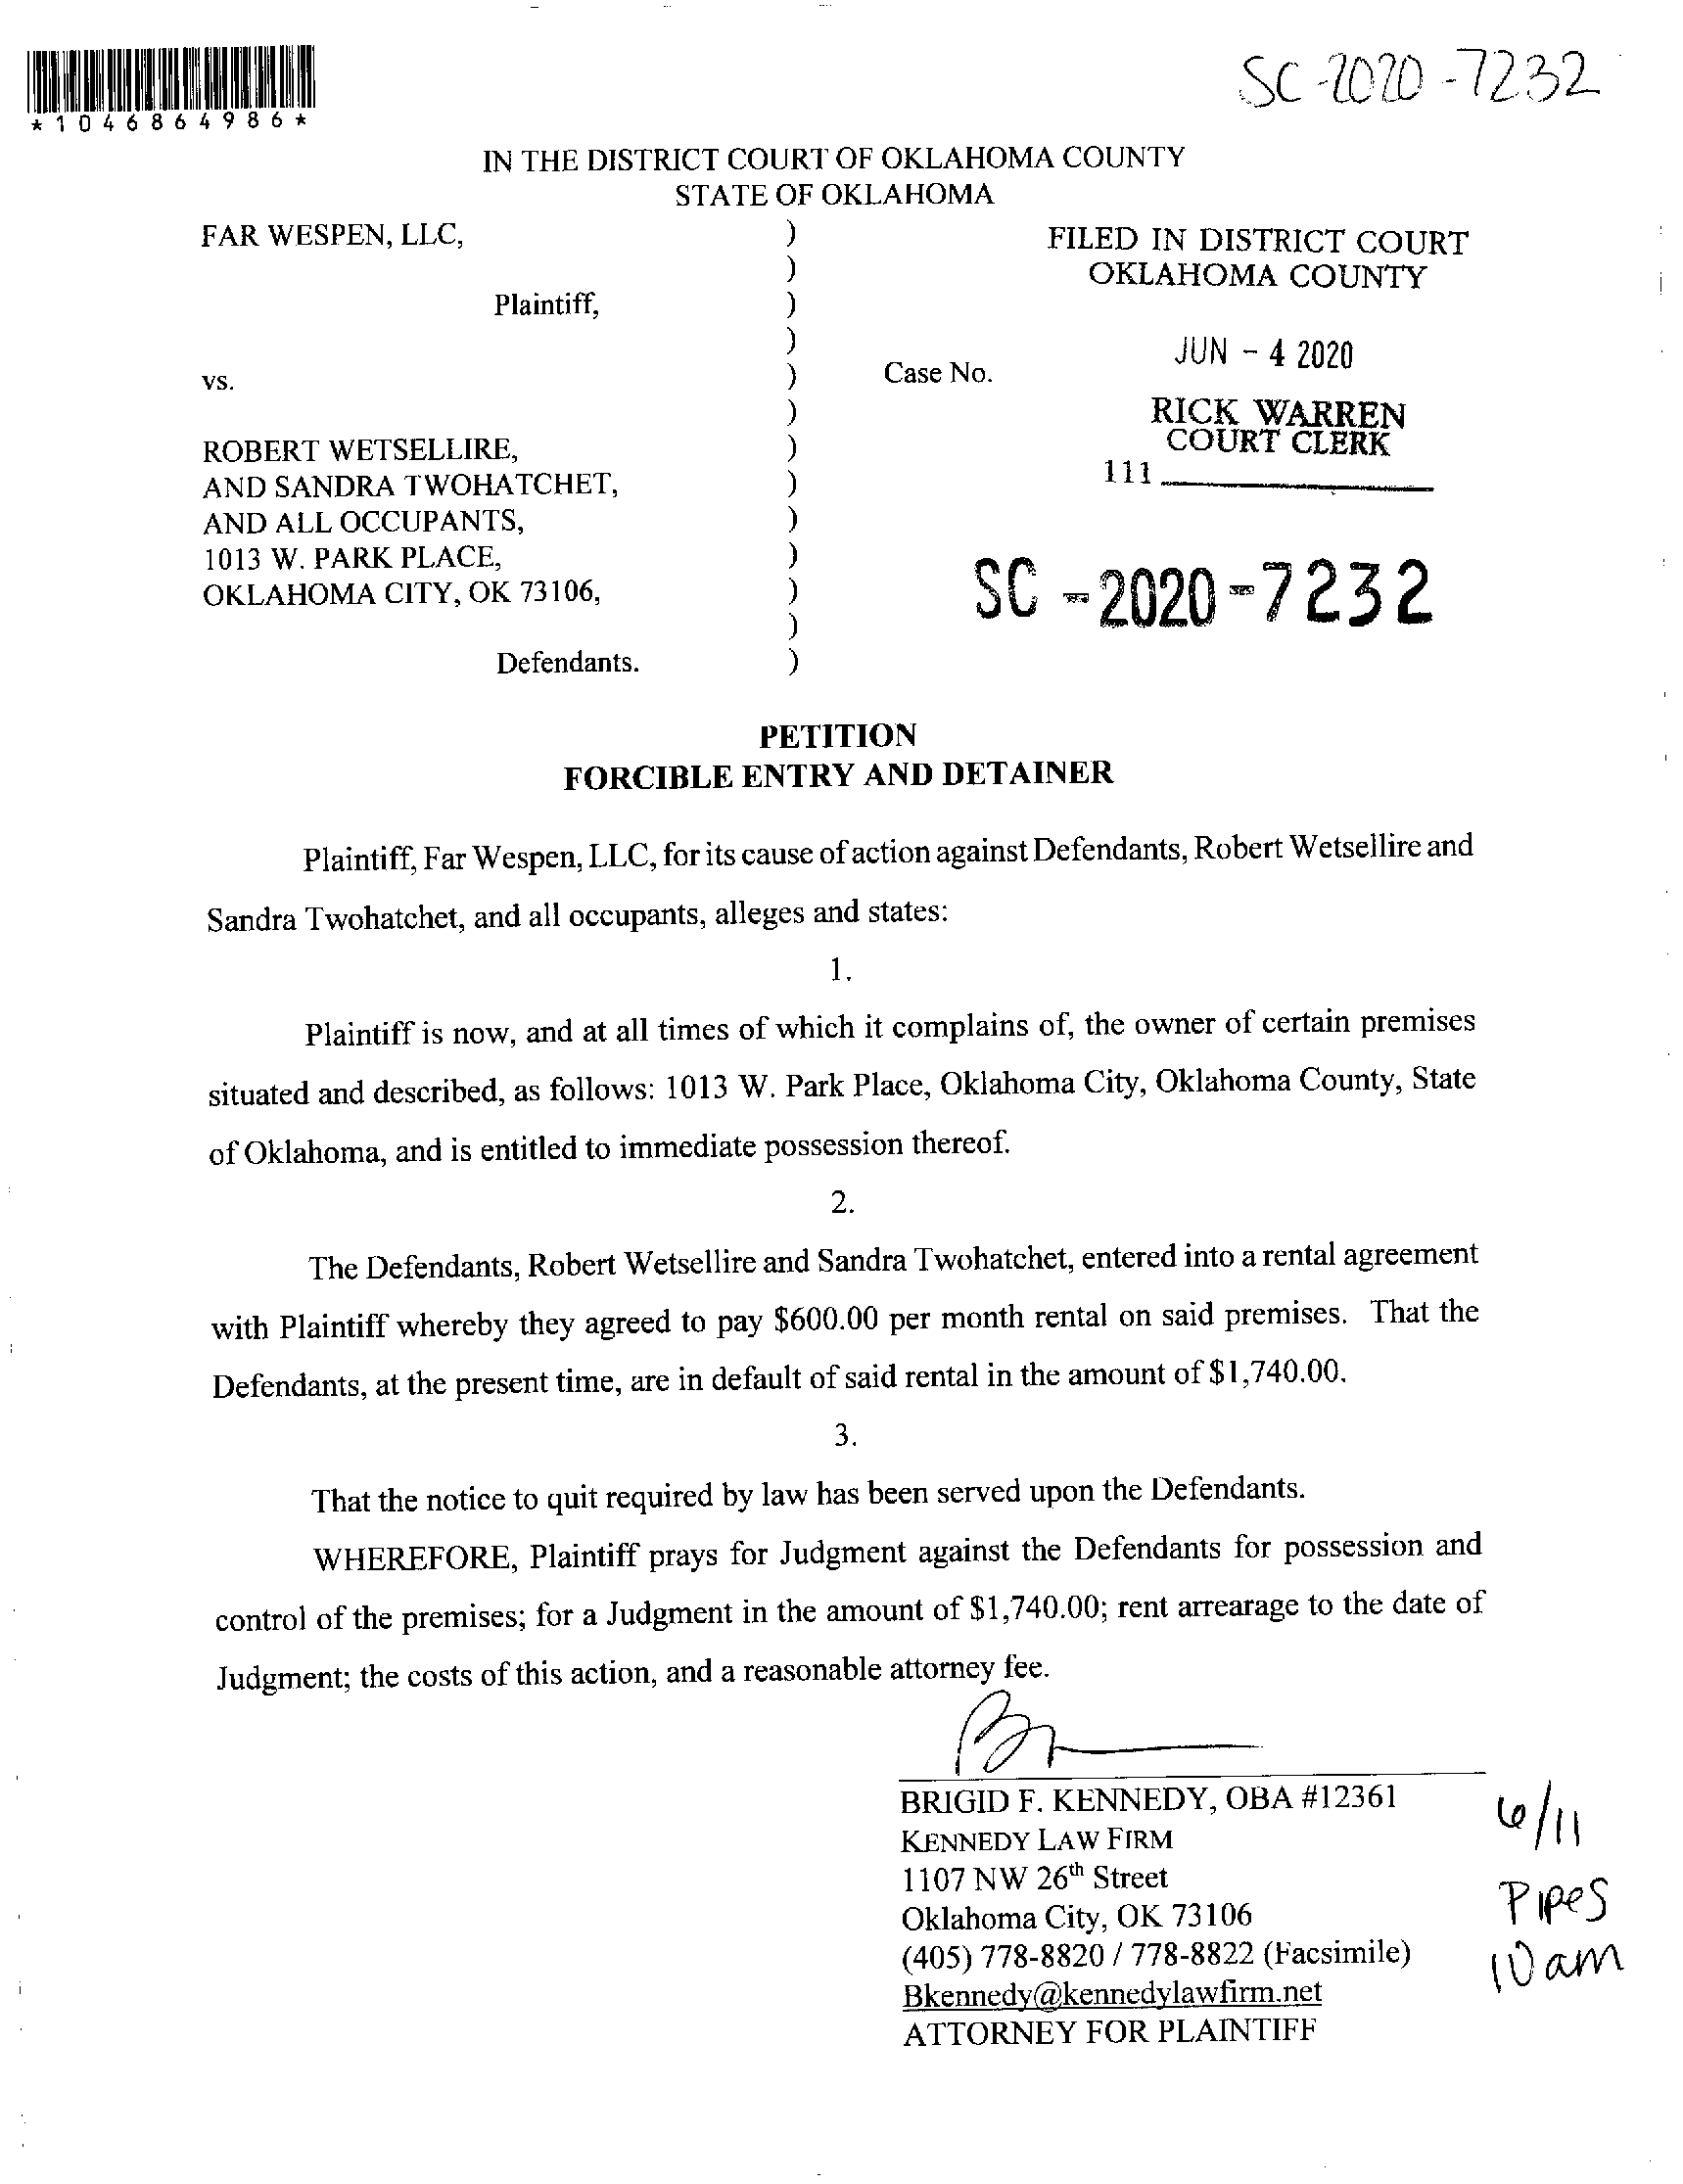 *1046864986*
SC-2020-7232
IN THE DISTRICT COURT OF OKLAHOMA COUNTY
STATE OF OKLAHOMA
FAR WESPEN, LLC, )
)
Plaintiff, )
)
vs. ) Case No.
)
ROBERT WETSELLIRE, )
AND SANDRA TWOHATCHET, )
AND ALL OCCUPANTS, )
1013 W. PARK PLACE, )
OKLAHOMA CITY, OK 73106, )
)
Defendants. )
FILED IN DISTRICT COURT
OKLAHOMA COUNTY
JUN - 4 2020
RICK WARREN
COURT CLERK
111
SC - 2020 - 7232
PETITION
FORCIBLE ENTRY AND DETAINER
Plaintiff, Far Wespen, LLC, for its cause of action against Defendants, Robert Wetsellire and
Sandra Twohatchet, and all occupants, alleges and states:
1.
Plaintiff is now, and at all times of which it complains of, the owner of certain premises
situated and described, as follows: 1013 W. Park Place, Oklahoma City, Oklahoma County, State
of Oklahoma, and is entitled to immediate possession thereof.
2.
The Defendants, Robert Wetsellire and Sandra Twohatchet, entered into a rental agreement
with Plaintiff whereby they agreed to pay $600.00 per month rental on said premises. That the
Defendants, at the present time, are in default of said rental in the amount of $1,740.00.
3.
That the notice to quit required by law has been served upon the Defendants.
WHEREFORE, Plaintiff prays for Judgment against the Defendants for possession and
control of the premises; for a Judgment in the amount of $1,740.00; rent arrearage to the date of
Judgment; the costs of this action, and a reasonable attorney fee.
BRIGID F. KENNEDY, OBA #12361
KENNEDY LAW FIRM
1107 NW 26th Street
Oklahoma City, OK 73106
(405) 778-8820 / 778-8822 (Facsimile)
Bkennedy@kennedylawfirm.net
ATTORNEY FOR PLAINTIFF
6/11
Pipes
10am